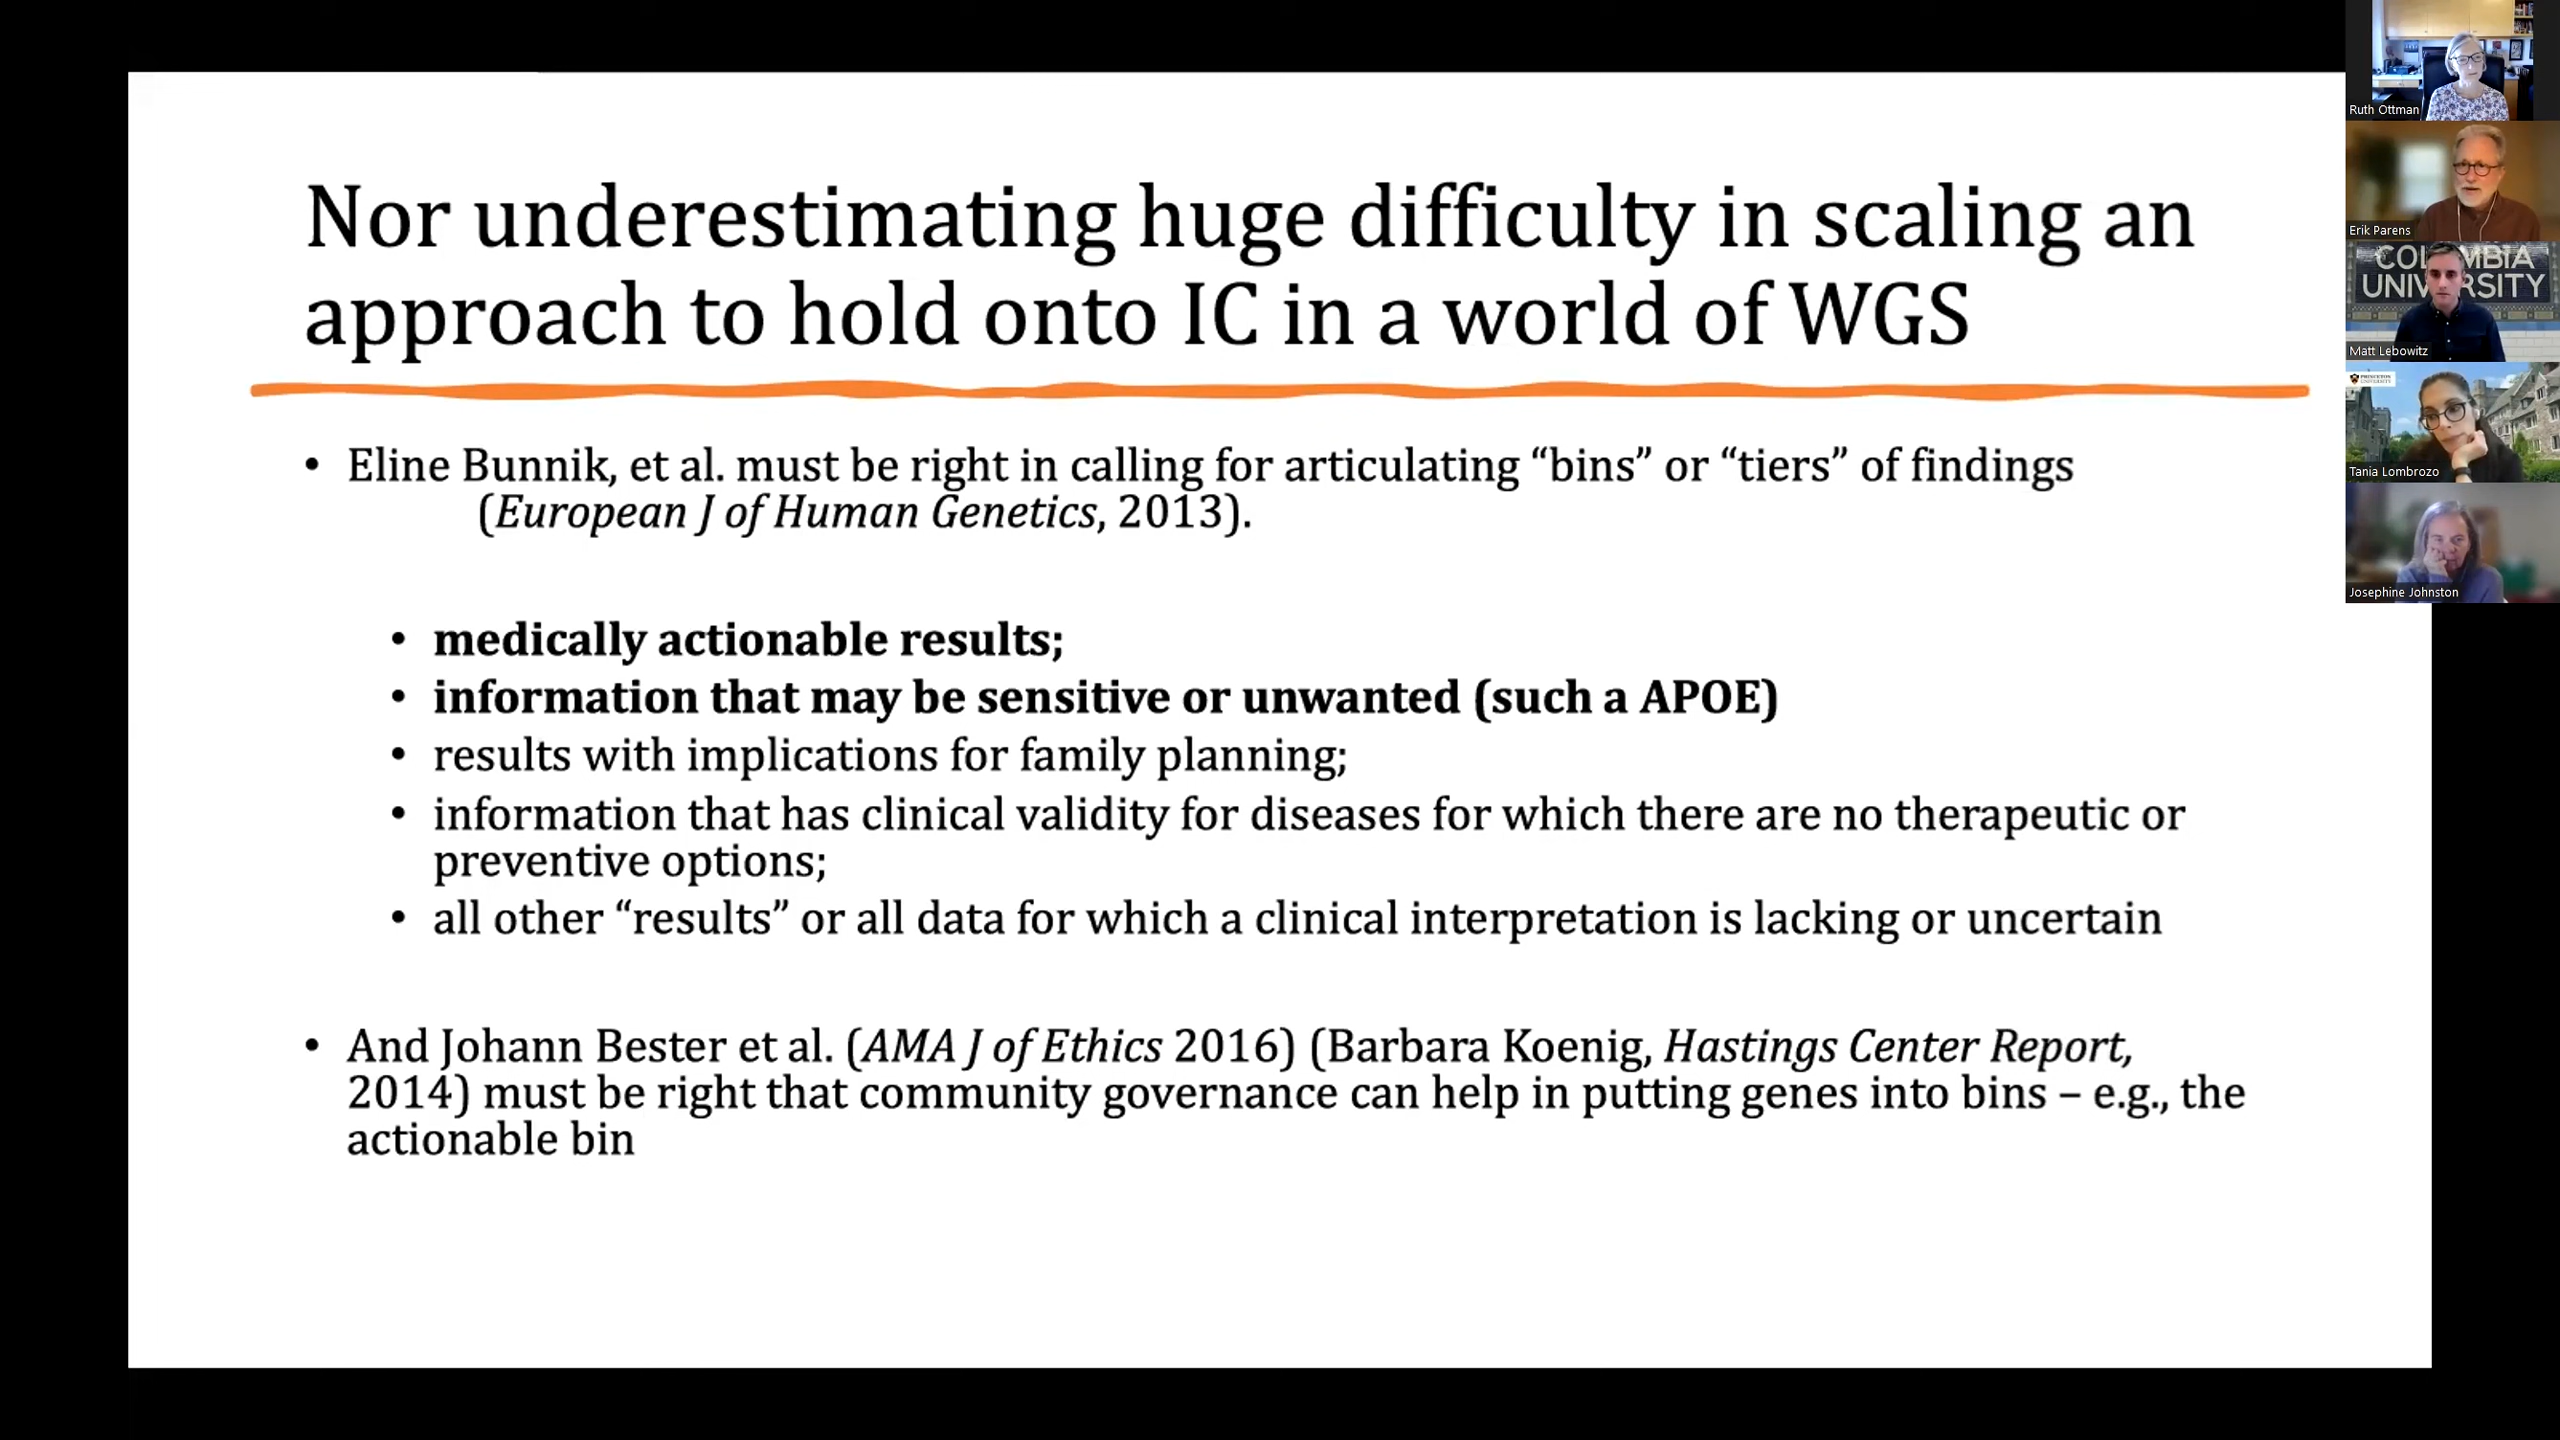 Nor underestimating huge difficulty in scaling an
approach to hold onto IC in a world of WGS
• Eline Bunnik, et al. must be right in calling for articulating “bins” or “tiers” of findings
(European J of Human Genetics, 2013).
• medically actionable results;
• information that may be sensitive or unwanted (such a APOE)
• results with implications for family planning;
• information that has clinical validity for diseases for which there are no therapeutic or
preventive options;
• all other “results” or all data for which a clinical interpretation is lacking or uncertain
• And Johann Bester et al. (AMA J of Ethics 2016) (Barbara Koenig, Hastings Center Report,
2014) must be right that community governance can help in putting genes into bins – e.g., the
actionable bin
Ruth Ottman
Erik Parens
COLUMBIA
UNIVERSITY
Matt Lebowitz
PRINCETON
UNIVERSITY
Tania Lombrozo
Josephine Johnston